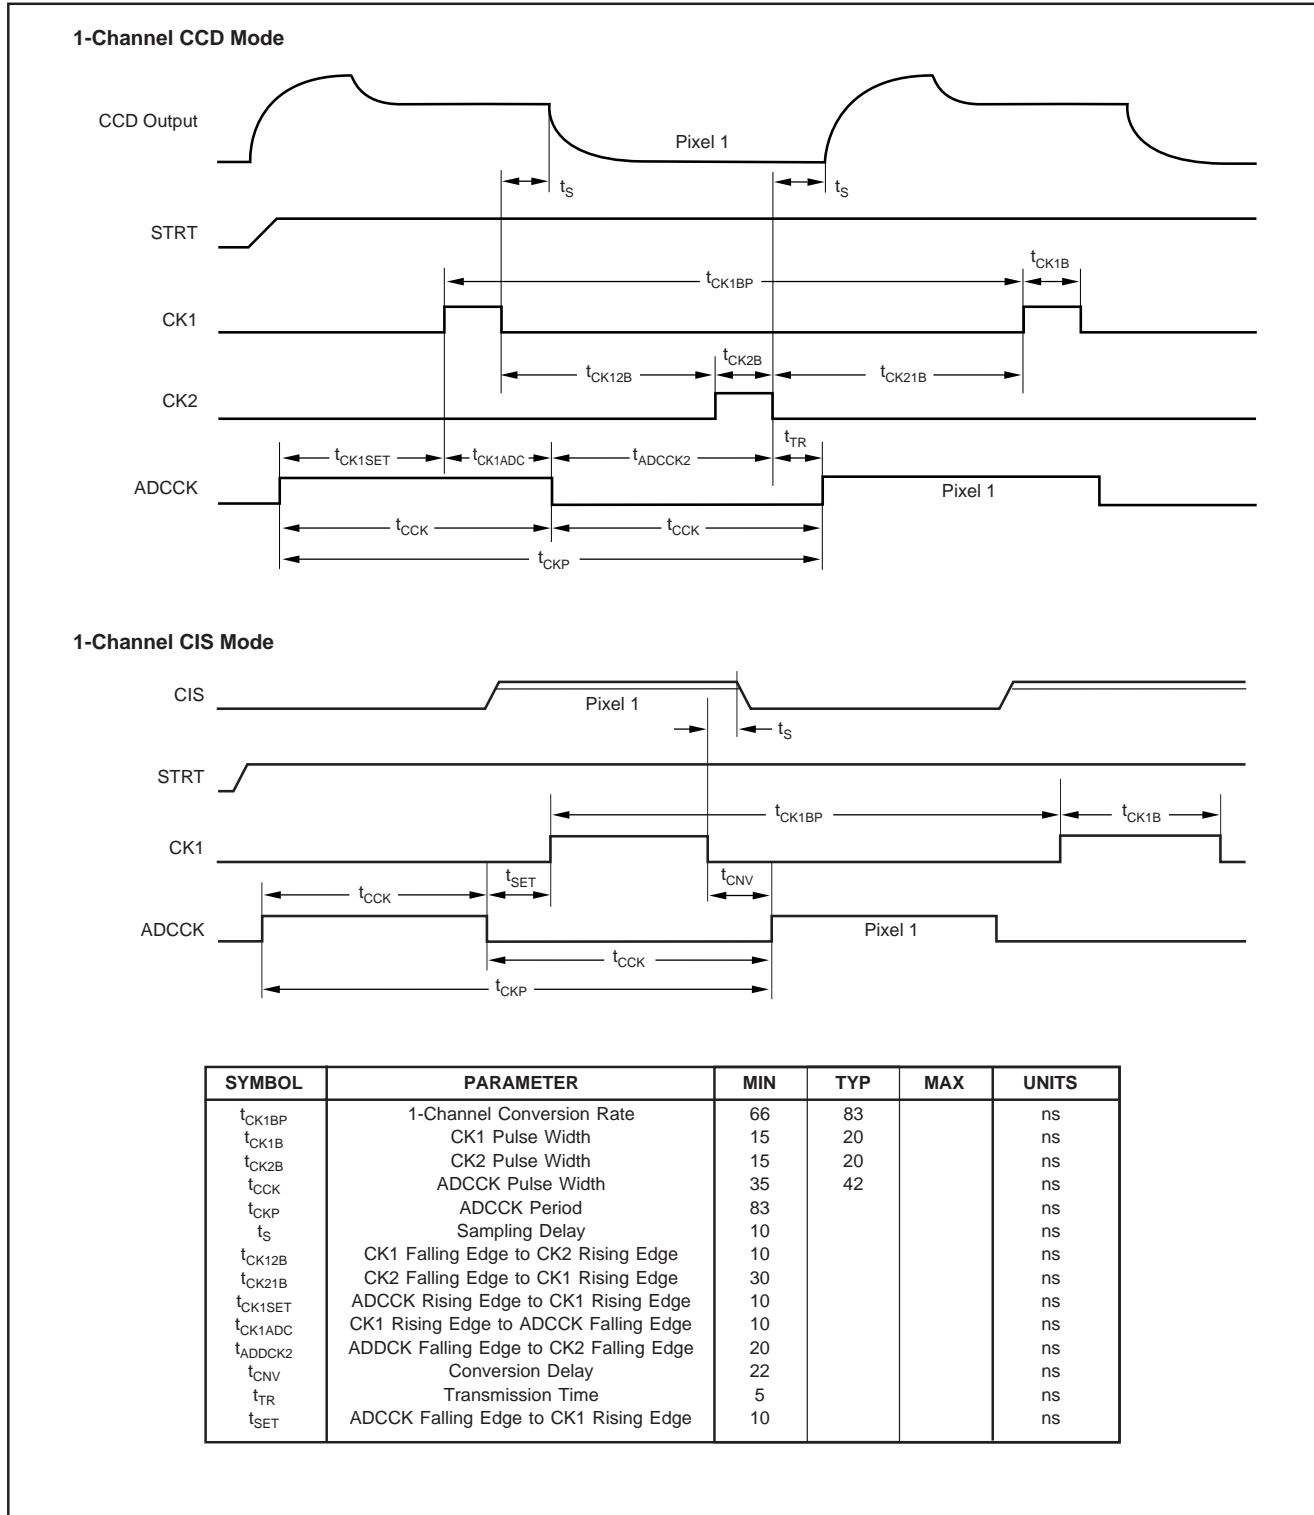 1-Channel CCD Mode
CCD Output
Pixel 1
tS
tS
STRT
tCK1BP
tCK1B
CK1
tCK12B
tCK2B
tCK21B
CK2
tCK1SET
tCK1ADC
tADCCK2
tTR
ADCCK
Pixel 1
tCCK
tCCK
tCKP
1-Channel CIS Mode
CIS
Pixel 1
tS
STRT
tCK1BP
tCK1B
CK1
tSET
tCNV
tCCK
ADCCK
Pixel 1
tCCK
tCKP
SYMBOL PARAMETER MIN TYP MAX UNITS
tCK1BP 1-Channel Conversion Rate 66 83 ns
tCK1B CK1 Pulse Width 15 20 ns
tCK2B CK2 Pulse Width 15 20 ns
tCCK ADCCK Pulse Width 35 42 ns
tCKP ADCCK Period 83 ns
tS Sampling Delay 10 ns
tCK12B CK1 Falling Edge to CK2 Rising Edge 10 ns
tCK21B CK2 Falling Edge to CK1 Rising Edge 30 ns
tCK1SET ADCCK Rising Edge to CK1 Rising Edge 10 ns
tCK1ADC CK1 Rising Edge to ADCCK Falling Edge 10 ns
tADDCK2 ADDCK Falling Edge to CK2 Falling Edge 20 ns
tCNV Conversion Delay 22 ns
tTR Transmission Time 5 ns
tSET ADCCK Falling Edge to CK1 Rising Edge 10 ns